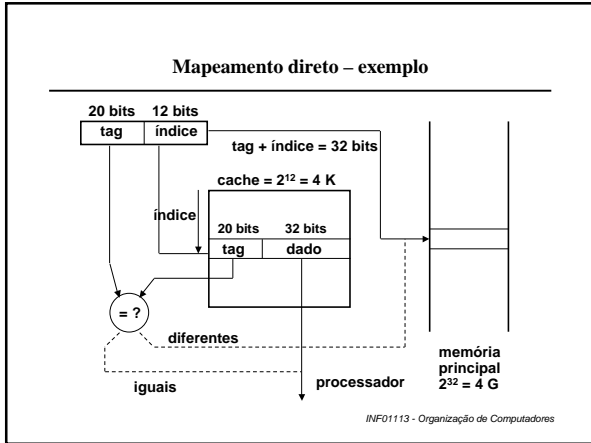 Mapeamento direto – exemplo
20 bits 12 bits
tag índice
tag + índice = 32 bits
cache = 2¹² = 4 K
índice
20 bits 32 bits
tag dado
= ?
diferentes
iguais
processador
memória
principal
2³² = 4 G
INF01113 - Organização de Computadores